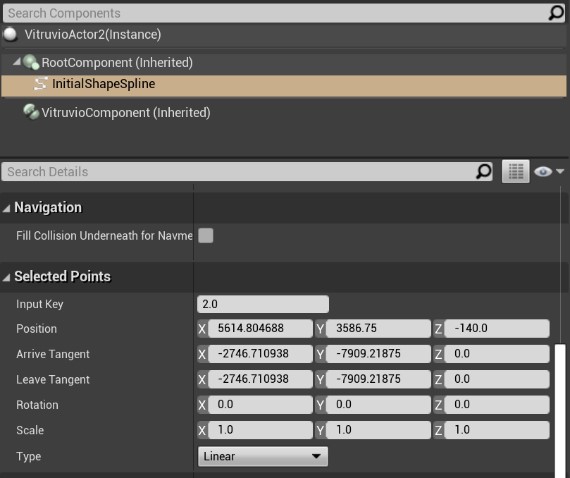 Search Components
VitruvioActor2(Instance)
RootComponent (Inherited)
InitialShapeSpline
VitruvioComponent (Inherited)
Search Details
Navigation
Fill Collision Underneath for Navme
Selected Points
Input Key 2.0
Position X 5614.804688 Y 3586.75 Z -140.0
Arrive Tangent X -2746.710938 Y -7909.21875 Z 0.0
Leave Tangent X -2746.710938 Y -7909.21875 Z 0.0
Rotation X 0.0 Y 0.0 Z 0.0
Scale X 1.0 Y 1.0 Z 1.0
Type Linear